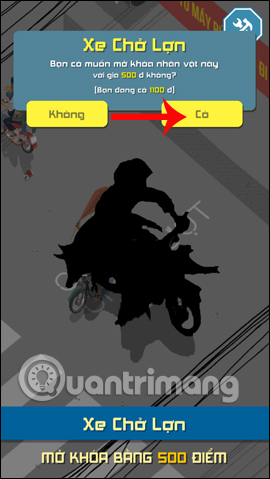 Xe Chở Lợn
Bạn có muốn mở khóa nhân vật này
với giá 500 đ không?
(Bạn đang có 1100 đ)
Không
Có
Quantrimang
Xe Chở Lợn
MỞ KHÓA BẰNG 500 ĐIỂM